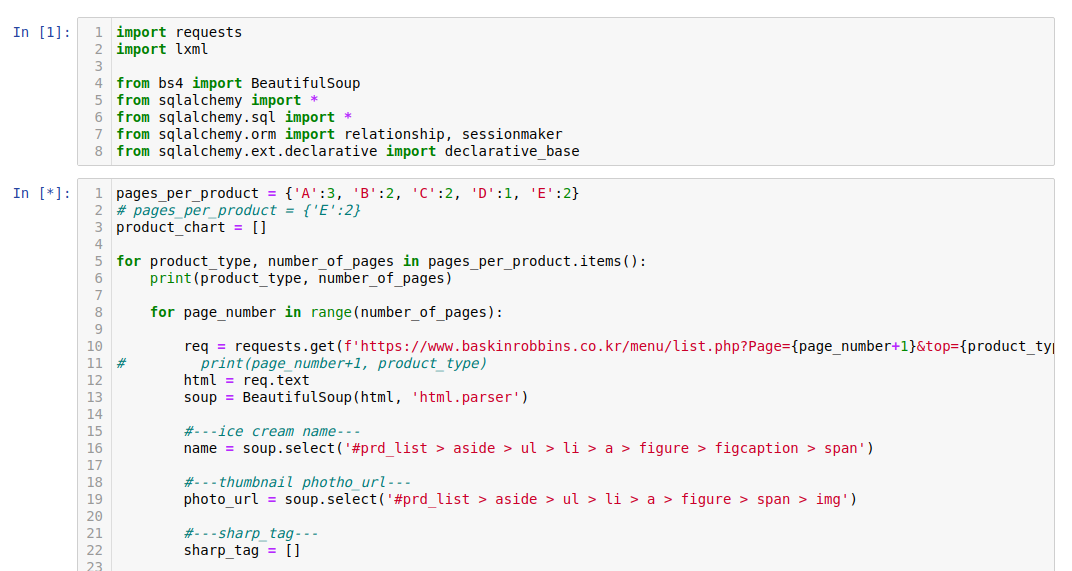 In [1]:
1 import requests
2 import lxml
3
4 from bs4 import BeautifulSoup
5 from sqlalchemy import *
6 from sqlalchemy.sql import *
7 from sqlalchemy.orm import relationship, sessionmaker
8 from sqlalchemy.ext.declarative import declarative_base
In [*]:
1 pages_per_product = {'A':3, 'B':2, 'C':2, 'D':1, 'E':2}
2 # pages_per_product = {'E':2}
3 product_chart = []
4
5 for product_type, number_of_pages in pages_per_product.items():
6     print(product_type, number_of_pages)
7
8     for page_number in range(number_of_pages):
9
10         req = requests.get(f'https://www.baskinrobbins.co.kr/menu/list.php?Page={page_number+1}&top={product_typ
11 #         print(page_number+1, product_type)
12         html = req.text
13         soup = BeautifulSoup(html, 'html.parser')
14
15         #---ice cream name---
16         name = soup.select('#prd_list > aside > ul > li > a > figure > figcaption > span')
17
18         #---thumbnail photho_url---
19         photo_url = soup.select('#prd_list > aside > ul > li > a > figure > span > img')
20
21         #---sharp_tag---
22         sharp_tag = []
23